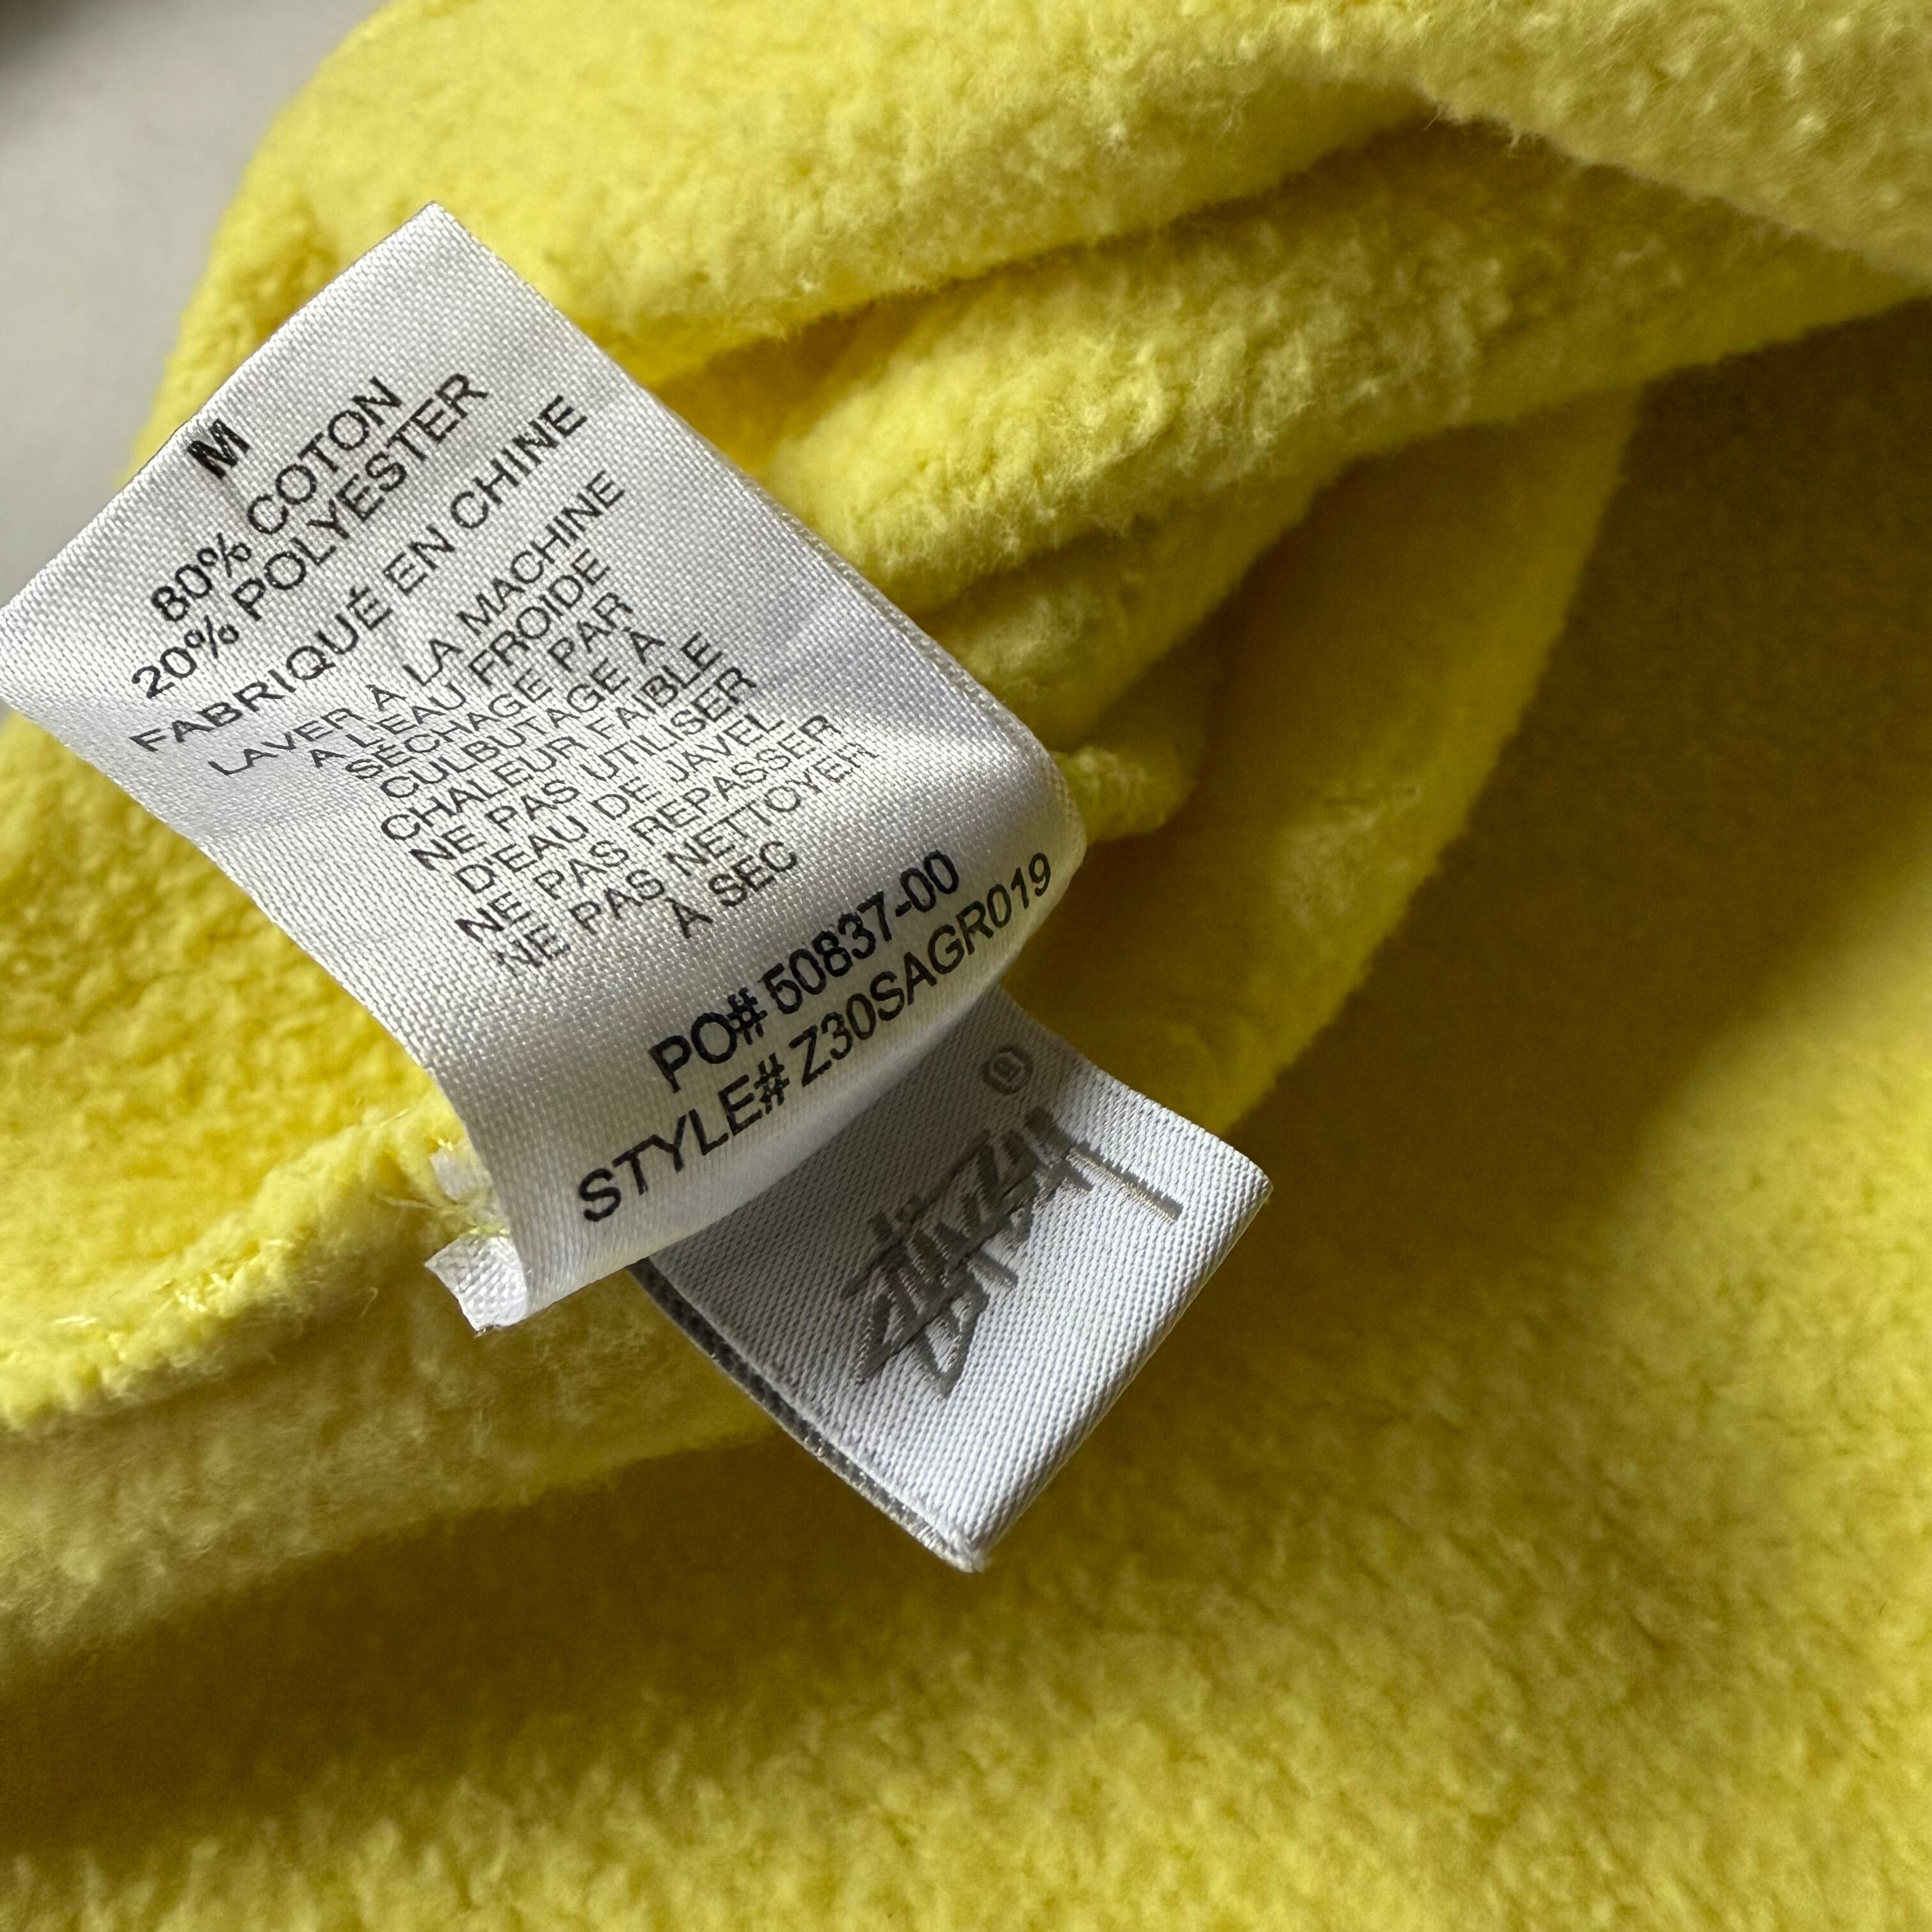 M
80% COTON
20% POLYESTER
FABRIQUÉ EN CHINE
LAVER À LA MACHINE
A L'EAU FROIDE
SÉCHAGE PAR
CULBUTAGE À
CHALEUR FAIBLE
NE PAS UTILISER
D'EAU DE JAVEL
NE PAS REPASSER
NE PAS NETTOYER
À SEC
PO# 50837-00
STYLE# Z30SAGR019
Stüssy ®